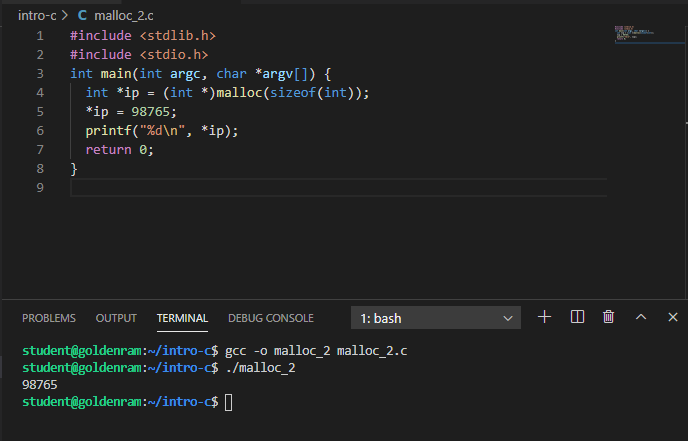 intro-c > C malloc_2.c
1 #include <stdlib.h>
2 #include <stdio.h>
3 int main(int argc, char *argv[]) {
4   int *ip = (int *)malloc(sizeof(int));
5   *ip = 98765;
6   printf("%d\n", *ip);
7   return 0;
8 }
9
PROBLEMS OUTPUT TERMINAL DEBUG CONSOLE 1: bash
student@goldenram:~/intro-c$ gcc -o malloc_2 malloc_2.c
student@goldenram:~/intro-c$ ./malloc_2
98765
student@goldenram:~/intro-c$